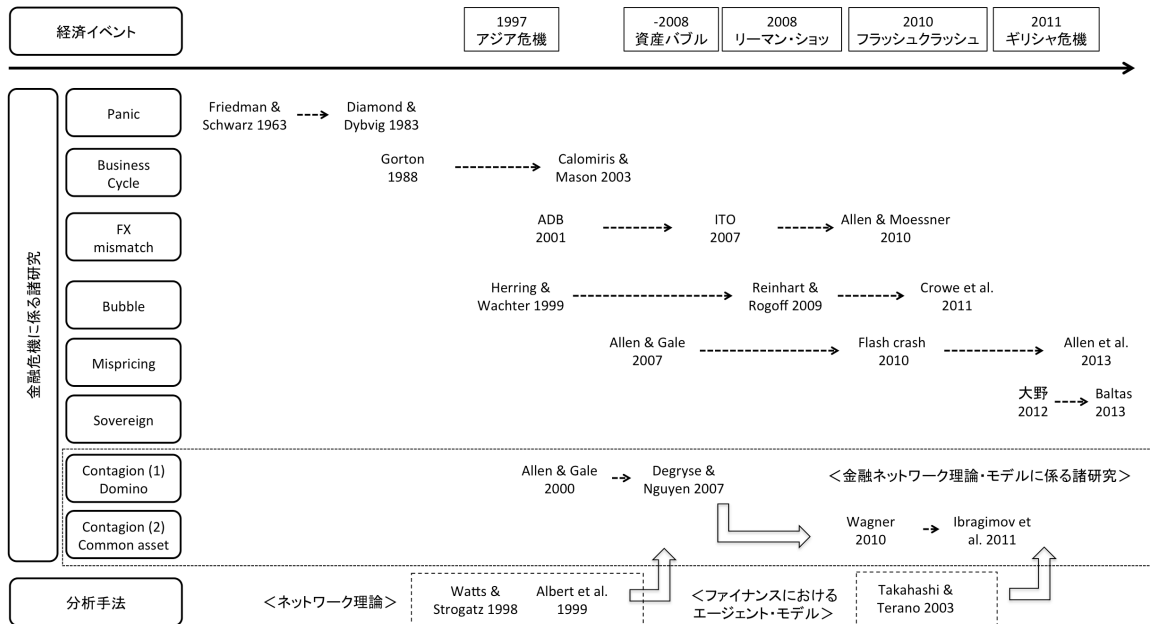 経済イベント
1997
アジア危機
-2008
資産バブル
2008
リーマン・ショッ
2010
フラッシュクラッシュ
2011
ギリシャ危機
金融危機に係る諸研究
Panic
Friedman &
Schwarz 1963
Diamond &
Dybvig 1983
Business
Cycle
Gorton
1988
Calomiris &
Mason 2003
FX
mismatch
ADB
2001
ITO
2007
Allen & Moessner
2010
Bubble
Herring &
Wachter 1999
Reinhart &
Rogoff 2009
Crowe et al.
2011
Mispricing
Allen & Gale
2007
Flash crash
2010
Allen et al.
2013
Sovereign
大野
2012
Baltas
2013
Contagion (1)
Domino
Allen & Gale
2000
Degryse &
Nguyen 2007
＜金融ネットワーク理論・モデルに係る諸研究＞
Contagion (2)
Common asset
Wagner
2010
Ibragimov et
al. 2011
分析手法
＜ネットワーク理論＞
Watts &
Strogatz 1998
Albert et al.
1999
＜ファイナンスにおける
エージェント・モデル＞
Takahashi &
Terano 2003